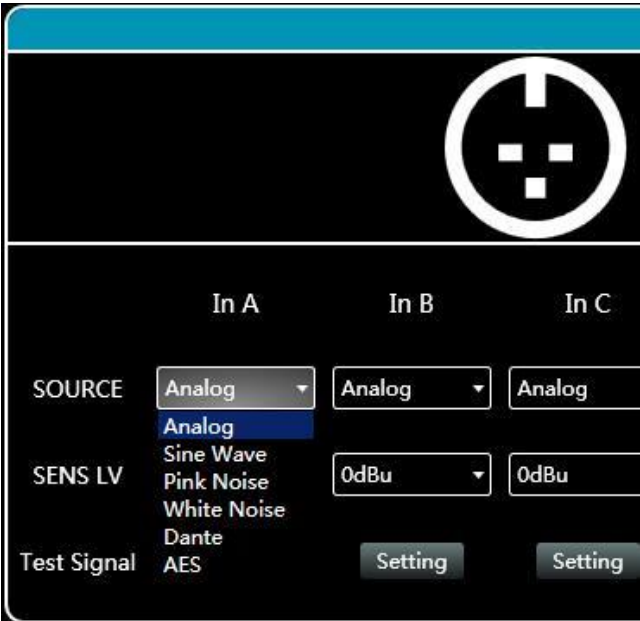 In A In B In C
SOURCE Analog Analog Analog
Analog
Sine Wave
SENS LV Pink Noise 0dBu 0dBu
White Noise
Dante
Test Signal AES Setting Setting